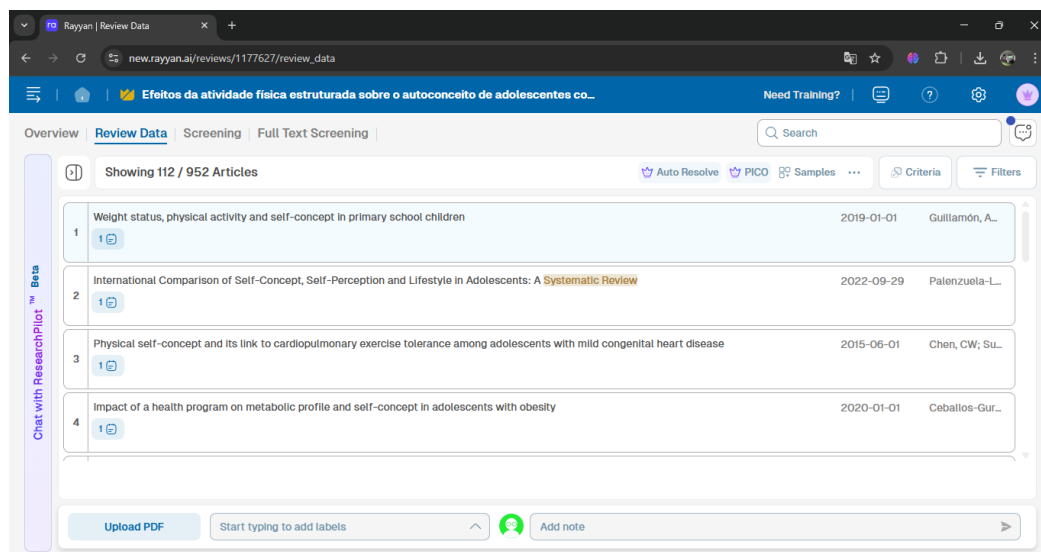 ra Rayyan | Review Data
new.rayyan.ai/reviews/1177627/review_data
Efeitos da atividade física estruturada sobre o autoconceito de adolescentes co... Need Training?
Overview Review Data Screening Full Text Screening Search
Showing 112 / 952 Articles Auto Resolve PICO Samples ... Criteria Filters
1 Weight status, physical activity and self-concept in primary school children 2019-01-01 Guillamón, A...
1
2 International Comparison of Self-Concept, Self-Perception and Lifestyle in Adolescents: A Systematic Review 2022-09-29 Palenzuela-L...
1
3 Physical self-concept and its link to cardiopulmonary exercise tolerance among adolescents with mild congenital heart disease 2015-06-01 Chen, CW; Su...
1
4 Impact of a health program on metabolic profile and self-concept in adolescents with obesity 2020-01-01 Ceballos-Gur...
1
Chat with ResearchPilot ™ Beta
Upload PDF Start typing to add labels Add note